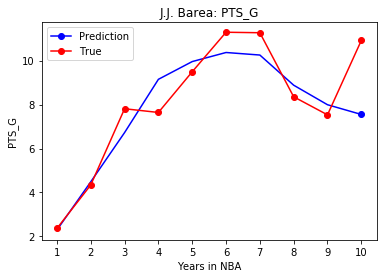 J.J. Barea: PTS_G
Prediction
True
PTS_G
10
8
6
4
2
1 2 3 4 5 6 7 8 9 10
Years in NBA